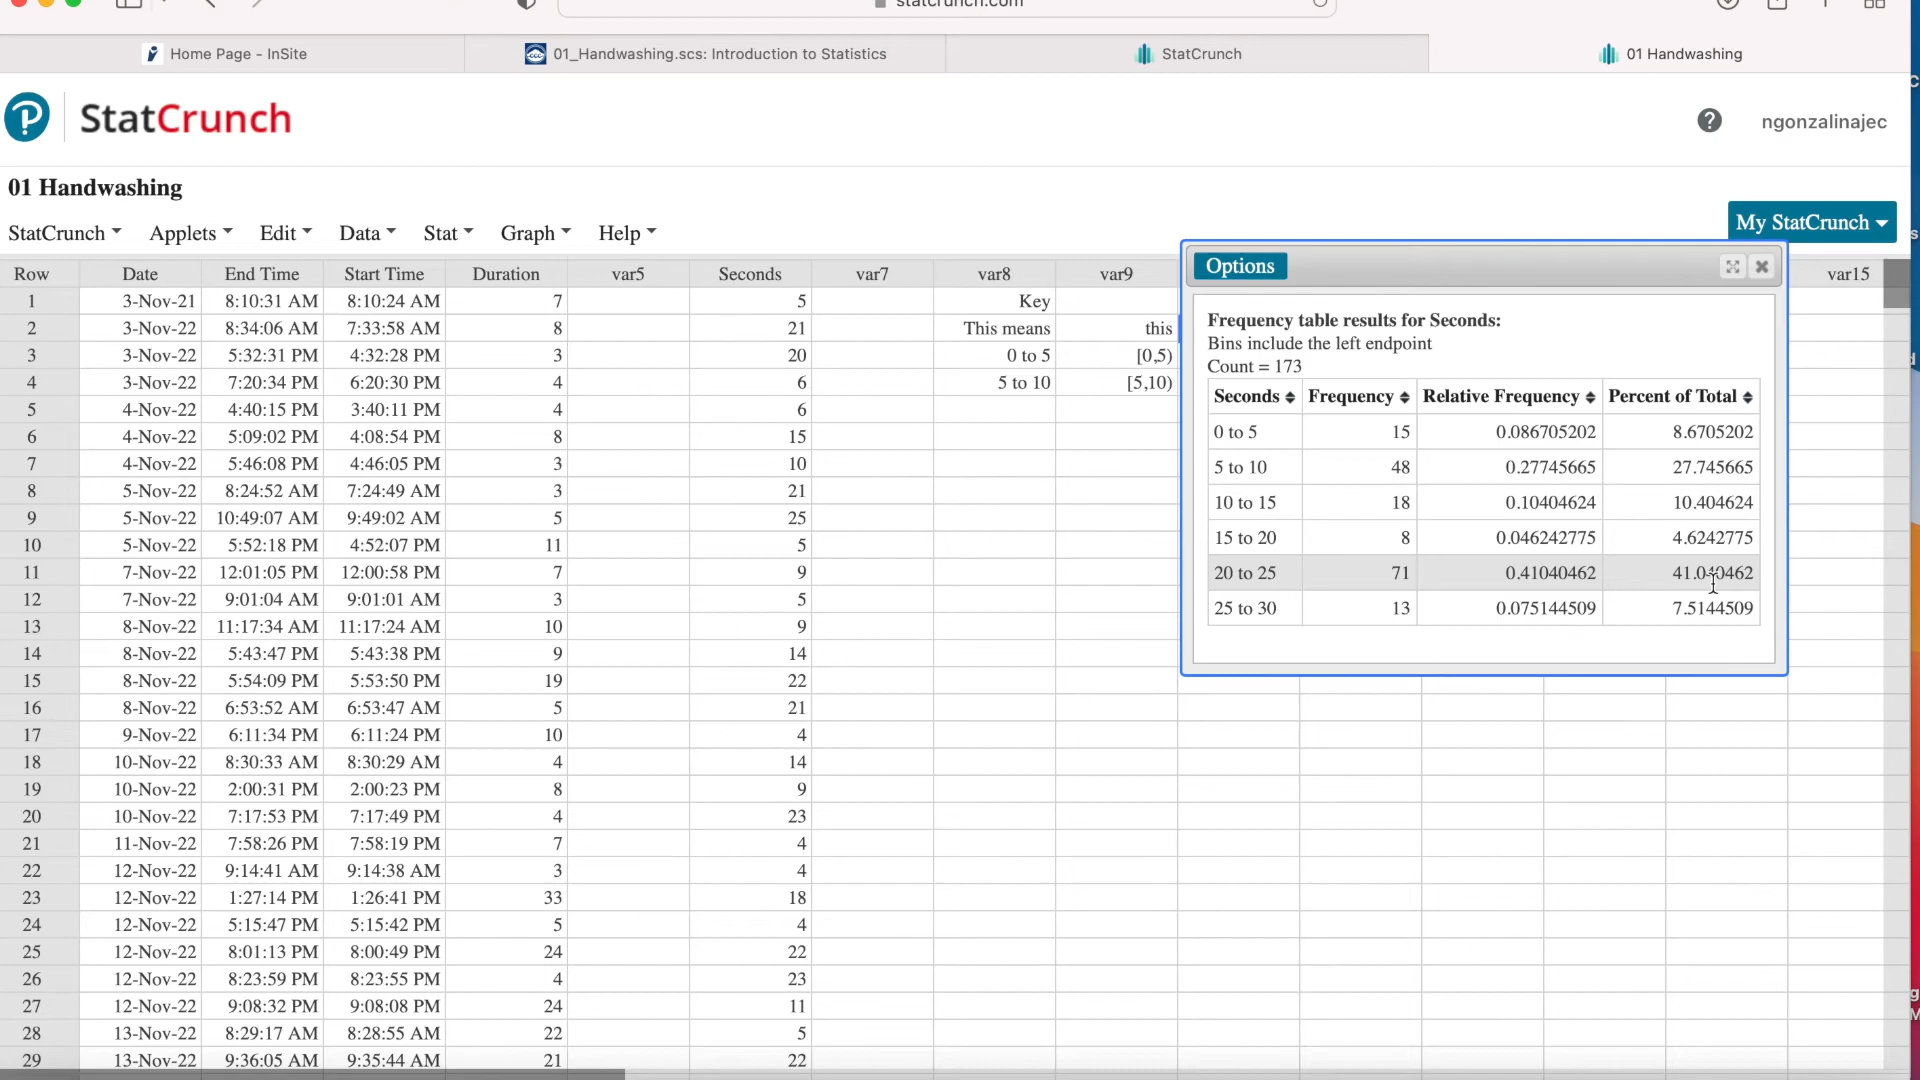 statcrunch.com
Home Page - InSite
01_Handwashing.scs: Introduction to Statistics
StatCrunch
01 Handwashing
P StatCrunch
? ngonzalinajec
01 Handwashing
My StatCrunch
StatCrunch Applets Edit Data Stat Graph Help
Row Date End Time Start Time Duration var5 Seconds var7 var8 var9 var15
1 3-Nov-21 8:10:31 AM 8:10:24 AM 7 5 Key
2 3-Nov-22 8:34:06 AM 7:33:58 AM 8 21 This means this
3 3-Nov-22 5:32:31 PM 4:32:28 PM 3 20 0 to 5 [0,5)
4 3-Nov-22 7:20:34 PM 6:20:30 PM 4 6 5 to 10 [5,10)
5 4-Nov-22 4:40:15 PM 3:40:11 PM 4 6
6 4-Nov-22 5:09:02 PM 4:08:54 PM 8 15
7 4-Nov-22 5:46:08 PM 4:46:05 PM 3 10
8 5-Nov-22 8:24:52 AM 7:24:49 AM 3 21
9 5-Nov-22 10:49:07 AM 9:49:02 AM 5 25
10 5-Nov-22 5:52:18 PM 4:52:07 PM 11 5
11 7-Nov-22 12:01:05 PM 12:00:58 PM 7 9
12 7-Nov-22 9:01:04 AM 9:01:01 AM 3 5
13 8-Nov-22 11:17:34 AM 11:17:24 AM 10 9
14 8-Nov-22 5:43:47 PM 5:43:38 PM 9 14
15 8-Nov-22 5:54:09 PM 5:53:50 PM 19 22
16 8-Nov-22 6:53:52 AM 6:53:47 AM 5 21
17 9-Nov-22 6:11:34 PM 6:11:24 PM 10 4
18 10-Nov-22 8:30:33 AM 8:30:29 AM 4 14
19 10-Nov-22 2:00:31 PM 2:00:23 PM 8 9
20 10-Nov-22 7:17:53 PM 7:17:49 PM 4 23
21 11-Nov-22 7:58:26 PM 7:58:19 PM 7 4
22 12-Nov-22 9:14:41 AM 9:14:38 AM 3 4
23 12-Nov-22 1:27:14 PM 1:26:41 PM 33 18
24 12-Nov-22 5:15:47 PM 5:15:42 PM 5 4
25 12-Nov-22 8:01:13 PM 8:00:49 PM 24 22
26 12-Nov-22 8:23:59 PM 8:23:55 PM 4 23
27 12-Nov-22 9:08:32 PM 9:08:08 PM 24 11
28 13-Nov-22 8:29:17 AM 8:28:55 AM 22 5
29 13-Nov-22 9:36:05 AM 9:35:44 AM 21 22
Options
Frequency table results for Seconds:
Bins include the left endpoint
Count = 173
Seconds Frequency Relative Frequency Percent of Total
0 to 5 15 0.086705202 8.6705202
5 to 10 48 0.27745665 27.745665
10 to 15 18 0.10404624 10.404624
15 to 20 8 0.046242775 4.6242775
20 to 25 71 0.41040462 41.040462
25 to 30 13 0.075144509 7.5144509